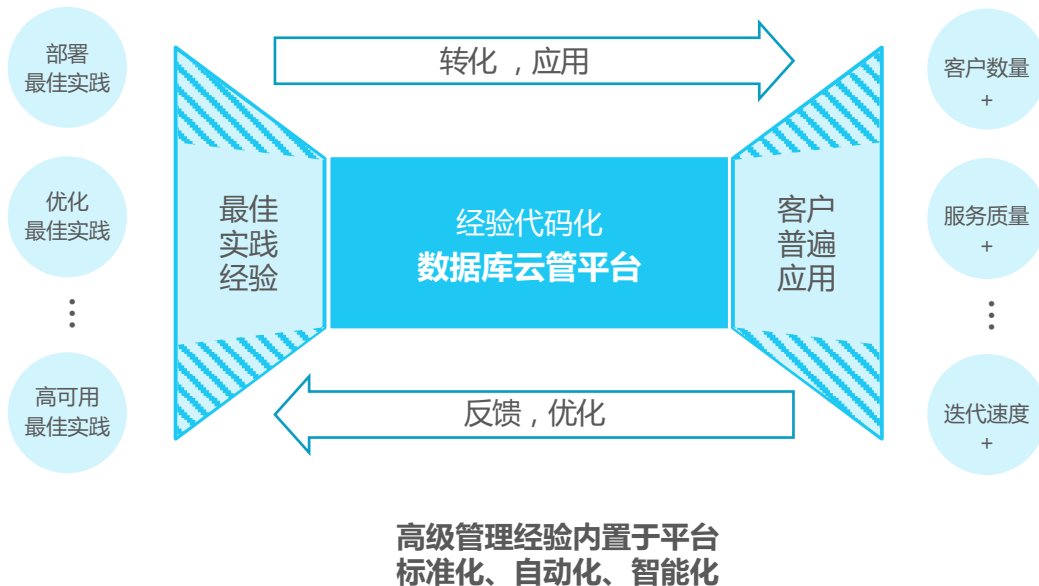 部署
最佳实践
优化
最佳实践
⋮
高可用
最佳实践
最佳
实践
经验
转化 ，应用
经验代码化
数据库云管平台
反馈，优化
客户
普遍
应用
客户数量
+
服务质量
+
⋮
迭代速度
+
高级管理经验内置于平台
标准化、自动化、智能化